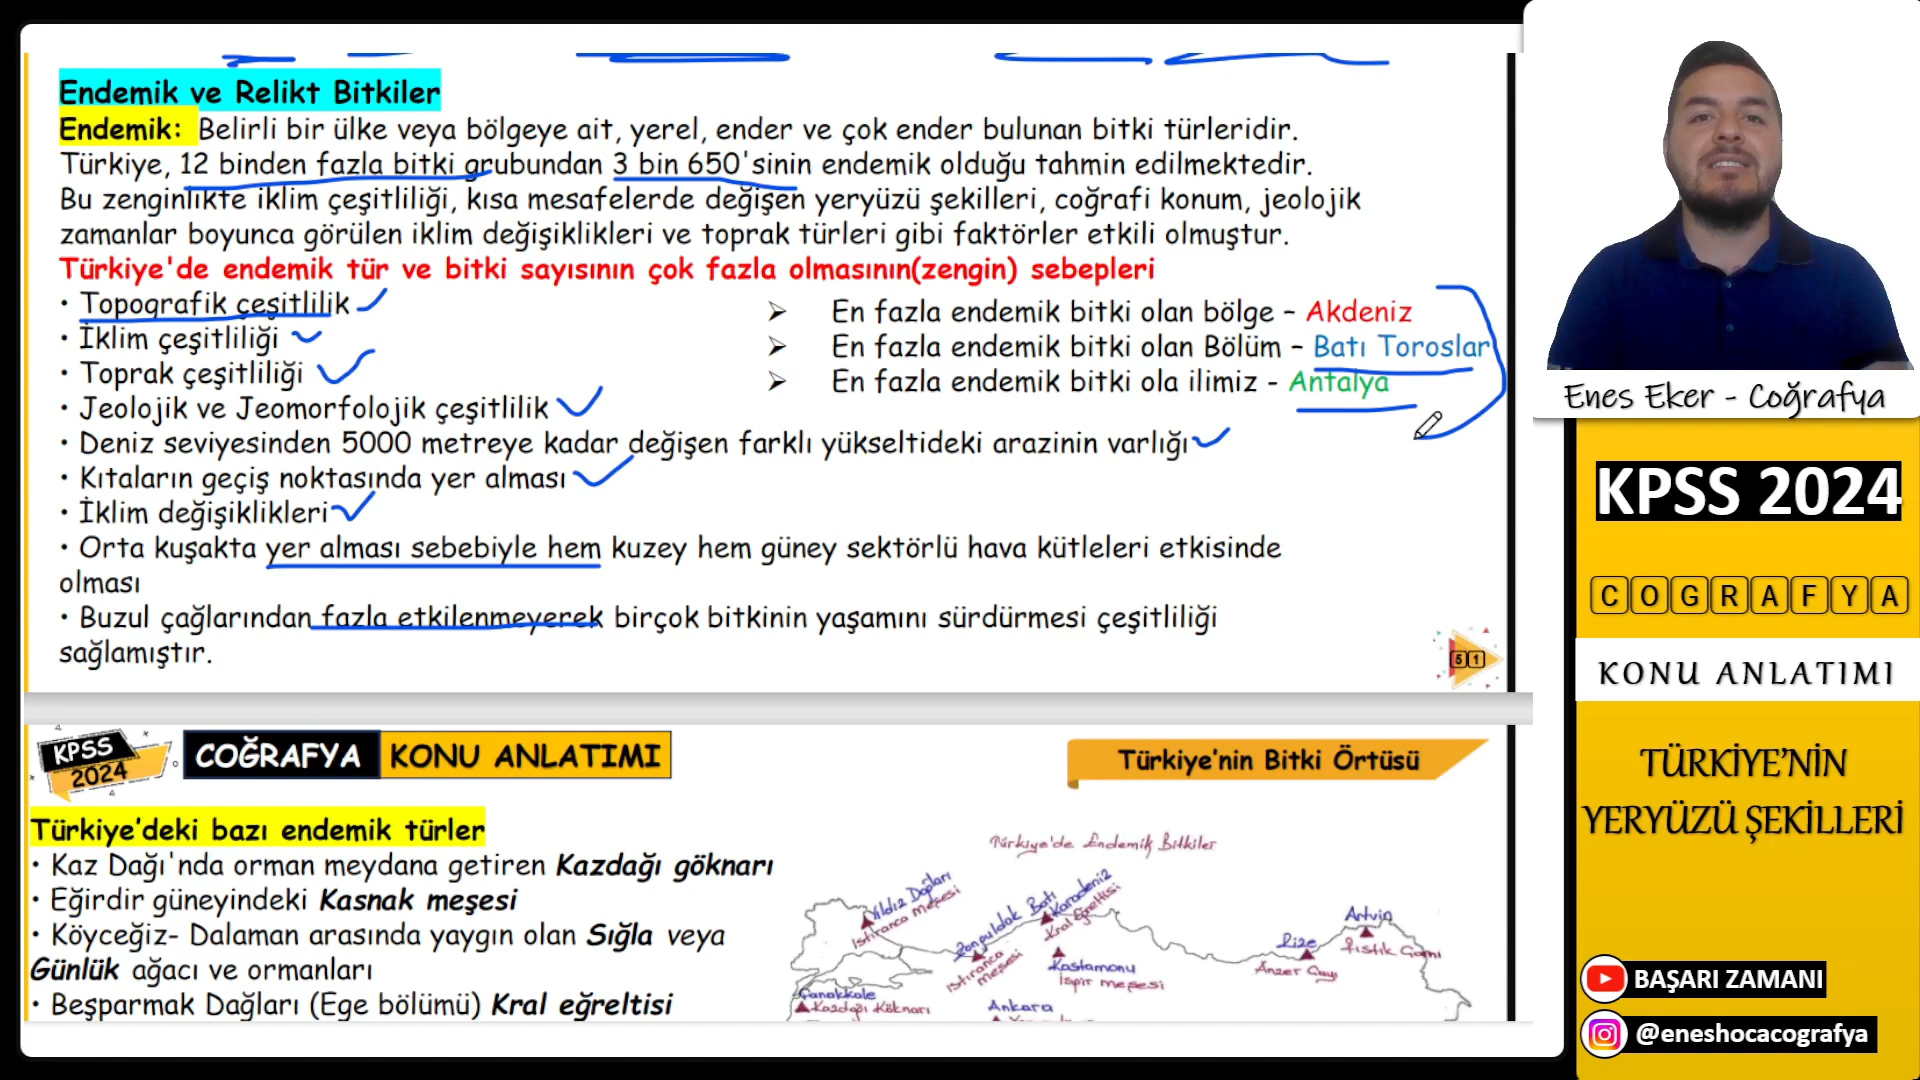 Endemik ve Relikt Bitkiler
Endemik: Belirli bir ülke veya bölgeye ait, yerel, ender ve çok ender bulunan bitki türleridir.
Türkiye, 12 binden fazla bitki grubundan 3 bin 650'sinin endemik olduğu tahmin edilmektedir.
Bu zenginlikte iklim çeşitliliği, kısa mesafelerde değişen yeryüzü şekilleri, coğrafi konum, jeolojik
zamanlar boyunca görülen iklim değişiklikleri ve toprak türleri gibi faktörler etkili olmuştur.
Türkiye'de endemik tür ve bitki sayısının çok fazla olmasının(zengin) sebepleri
• Topografik çeşitlilik
• İklim çeşitliliği
• Toprak çeşitliliği
• Jeolojik ve Jeomorfolojik çeşitlilik
• Deniz seviyesinden 5000 metreye kadar değişen farklı yükseltideki arazinin varlığı
• Kıtaların geçiş noktasında yer alması
• İklim değişiklikleri
• Orta kuşakta yer alması sebebiyle hem kuzey hem güney sektörlü hava kütleleri etkisinde
olması
• Buzul çağlarından fazla etkilenmeyerek birçok bitkinin yaşamını sürdürmesi çeşitliliği
sağlamıştır.
➢ En fazla endemik bitki olan bölge – Akdeniz
➢ En fazla endemik bitki olan Bölüm – Batı Toroslar
➢ En fazla endemik bitki ola ilimiz - Antalya
51
KPSS
2024
COĞRAFYA KONU ANLATIMI
Türkiye'nin Bitki Örtüsü
Türkiye'deki bazı endemik türler
• Kaz Dağı'nda orman meydana getiren Kazdağı göknarı
• Eğirdir güneyindeki Kasnak meşesi
• Köyceğiz- Dalaman arasında yaygın olan Sığla veya
Günlük ağacı ve ormanları
• Beşparmak Dağları (Ege bölümü) Kral eğreltisi
Türkiye'de Endemik Bitkiler
Yıldız Dağları
Istıranca meşesi
Zonguldak Batı
Karadeniz
Istıranca
meşesi
Kral Eğreltisi
Kastamonu
İspir meşesi
Rize
Anzer Çayı
Artvin
Fıstık Çamı
Çanakkale
Kazdağı Köknarı
Ankara
Enes Eker - Coğrafya
KPSS 2024
COGRAFYA
KONU ANLATIMI
TÜRKİYE'NİN
YERYÜZÜ ŞEKİLLERİ
BAŞARI ZAMANI
@eneshocacografya